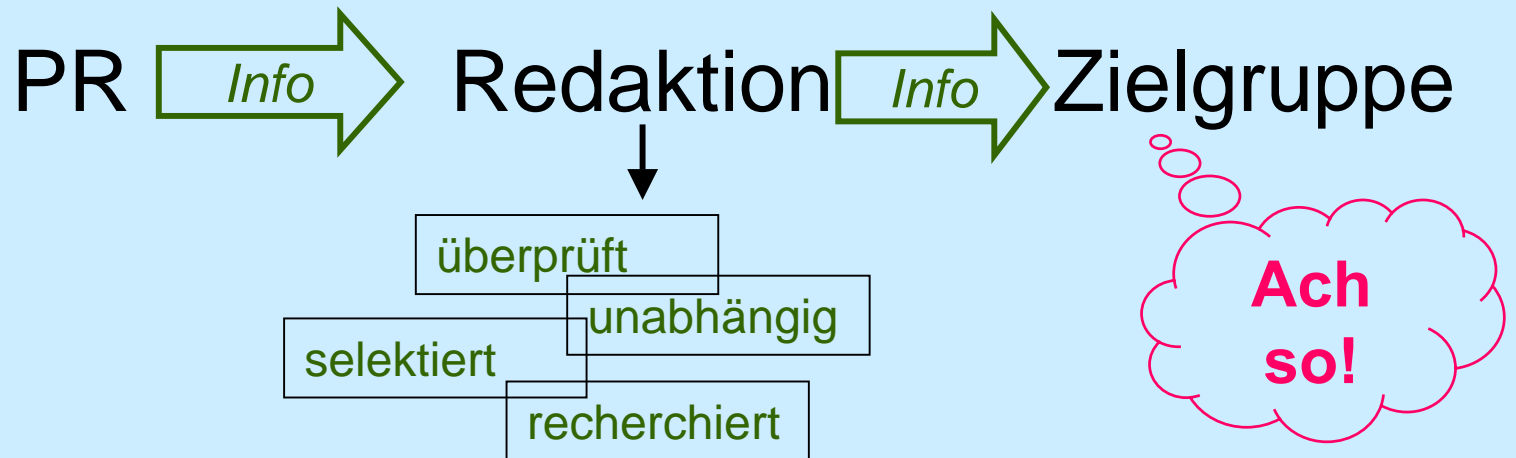 PR Info Redaktion Info Zielgruppe
überprüft
unabhängig
selektiert
recherchiert
Ach
so!